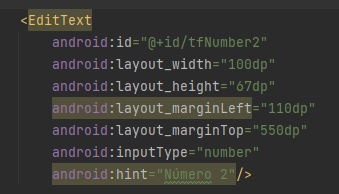 <EditText
android:id="@+id/tfNumber2"
android:layout_width="100dp"
android:layout_height="67dp"
android:layout_marginLeft="110dp"
android:layout_marginTop="550dp"
android:inputType="number"
android:hint="Número 2"/>